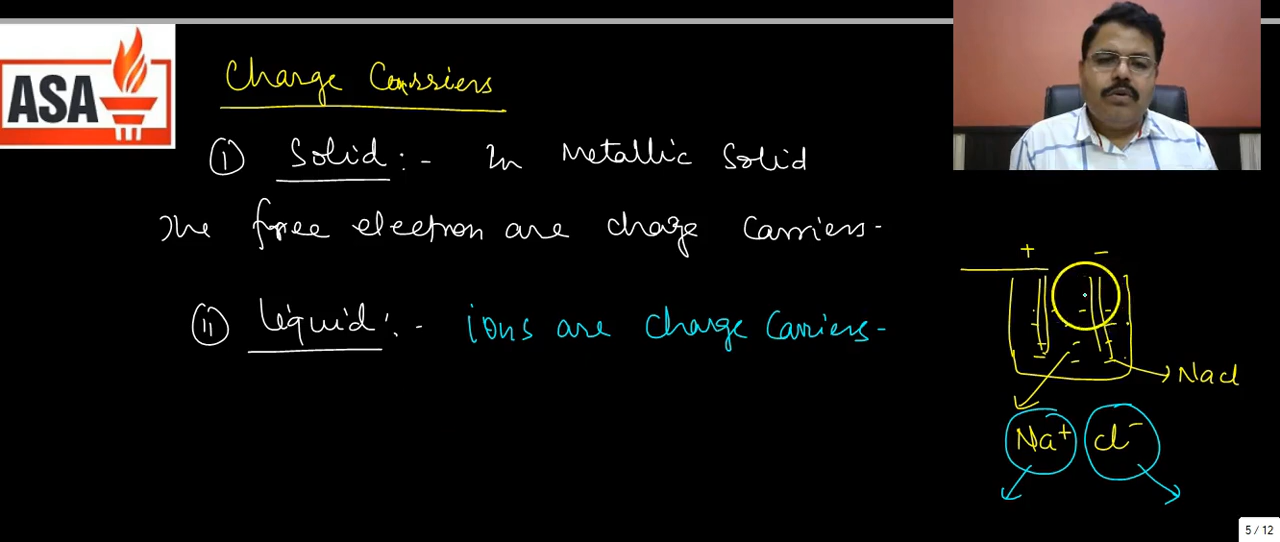 ASA
Charge Carriers
(i) Solid :- In Metallic Solid
The free electron are charge carriers.
(ii) Liquid :- ions are charge carriers-
+ -
NaCl
Na+ Cl-
5 / 12